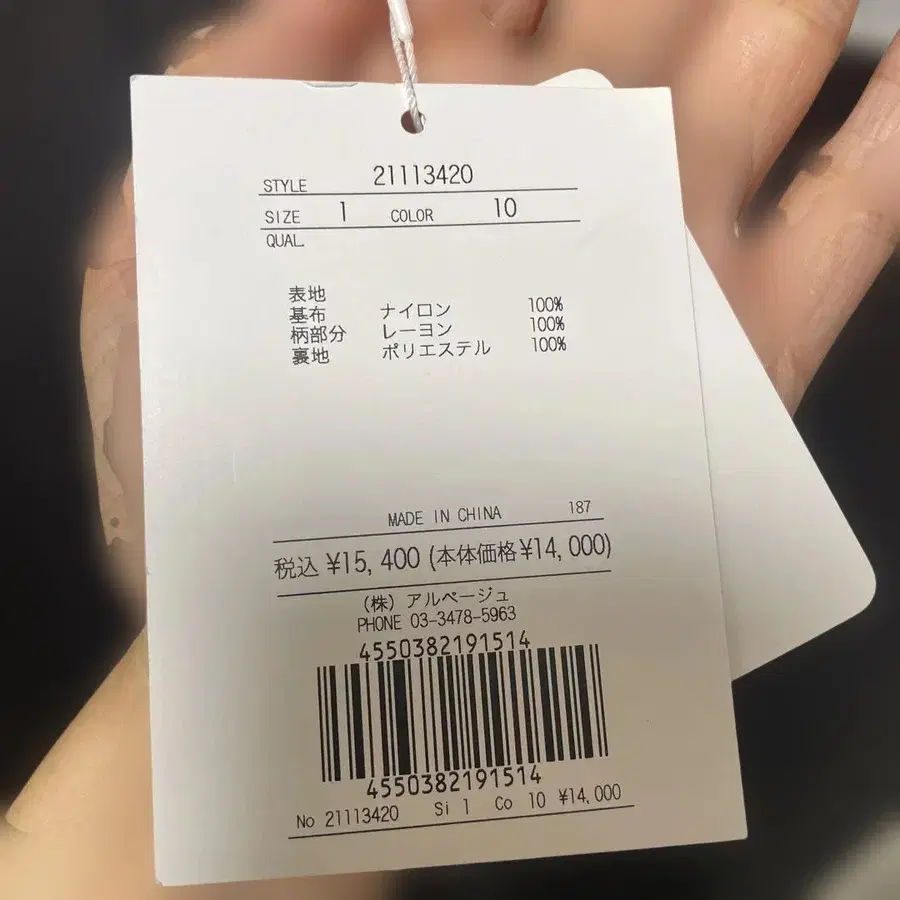 STYLE 21113420
SIZE 1 COLOR 10
QUAL.
表地
基布 ナイロン 100%
柄部分 レーヨン 100%
裏地 ポリエステル 100%
MADE IN CHINA 187
税込 ¥15,400 (本体価格¥14,000)
(株) アルページュ
PHONE 03-3478-5963
4550382191514
4550382191514
No 21113420 Si 1 Co 10 ¥14,000